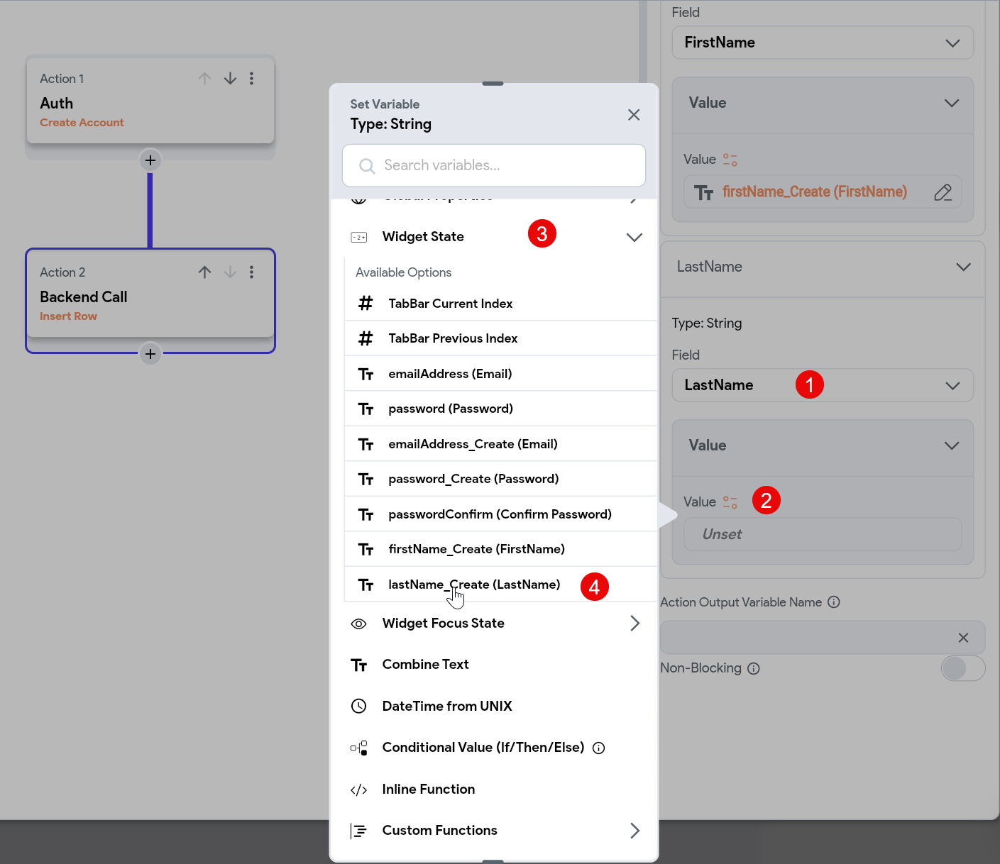 Action 1
Auth
Create Account
Action 2
Backend Call
Insert Row
Set Variable
Type: String
Search variables...
Global Properties
Widget State
3
Available Options
TabBar Current Index
TabBar Previous Index
emailAddress (Email)
password (Password)
emailAddress_Create (Email)
password_Create (Password)
passwordConfirm (Confirm Password)
firstName_Create (FirstName)
lastName_Create (LastName)
4
Widget Focus State
Combine Text
DateTime from UNIX
Conditional Value (If/Then/Else)
Inline Function
Custom Functions
Field
FirstName
Value
Value
firstName_Create (FirstName)
LastName
Type: String
Field
LastName
1
Value
Value
2
Unset
Action Output Variable Name
Non-Blocking